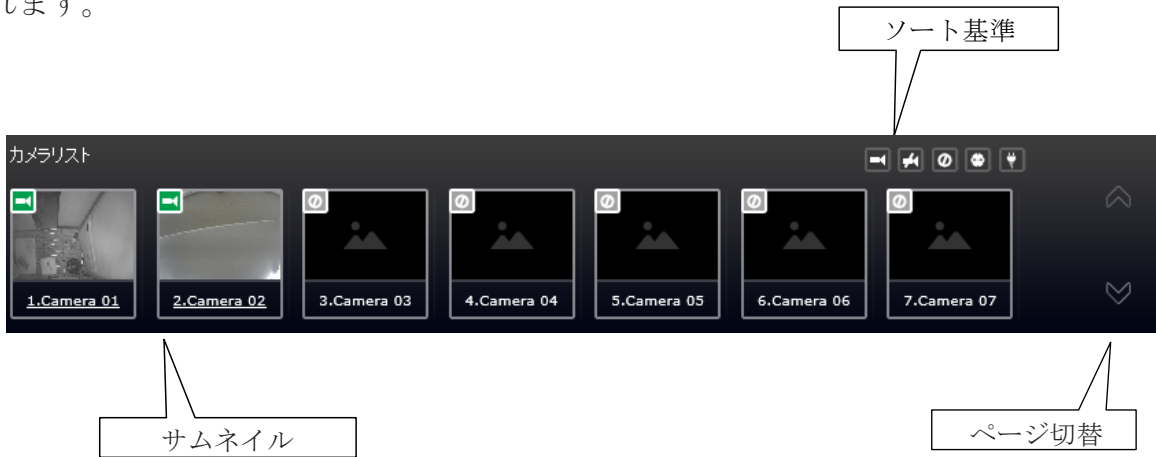 れます。
ソート基準
カメラリスト
1.Camera 01
2.Camera 02
3.Camera 03
4.Camera 04
5.Camera 05
6.Camera 06
7.Camera 07
サムネイル
ページ切替